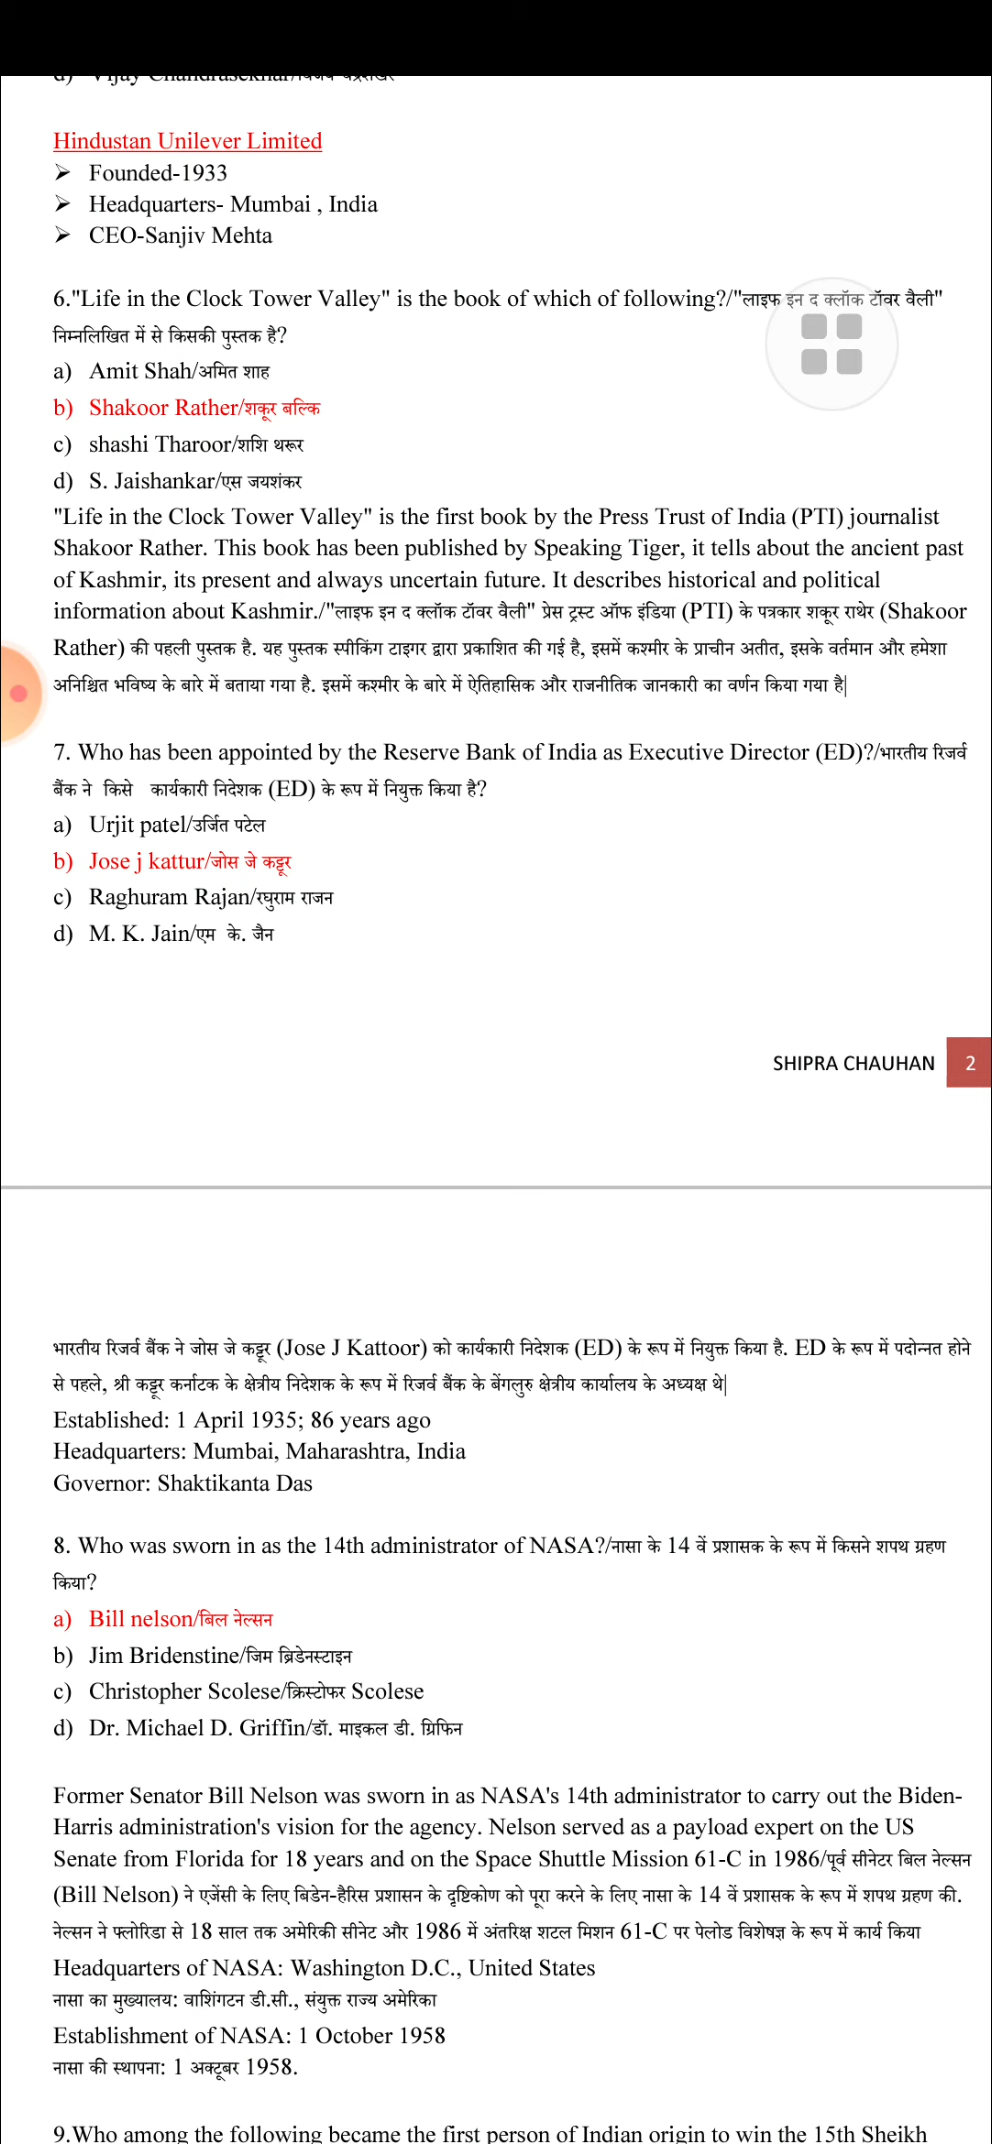 d) Vijay Chandrasekhar/विजय चंद्रशेखर
Hindustan Unilever Limited
➢ Founded-1933
➢ Headquarters- Mumbai , India
➢ CEO-Sanjiv Mehta
6."Life in the Clock Tower Valley" is the book of which of following?/"लाइफ इन द क्लॉक टॉवर वैली"
निम्नलिखित में से किसकी पुस्तक है?
a) Amit Shah/अमित शाह
b) Shakoor Rather/शकूर बल्कि
c) shashi Tharoor/शशि थरूर
d) S. Jaishankar/एस जयशंकर
"Life in the Clock Tower Valley" is the first book by the Press Trust of India (PTI) journalist
Shakoor Rather. This book has been published by Speaking Tiger, it tells about the ancient past
of Kashmir, its present and always uncertain future. It describes historical and political
information about Kashmir./"लाइफ इन द क्लॉक टॉवर वैली" प्रेस ट्रस्ट ऑफ इंडिया (PTI) के पत्रकार शकूर राथेर (Shakoor
Rather) की पहली पुस्तक है. यह पुस्तक स्पीकिंग टाइगर द्वारा प्रकाशित की गई है, इसमें कश्मीर के प्राचीन अतीत, इसके वर्तमान और हमेशा
अनिश्चित भविष्य के बारे में बताया गया है. इसमें कश्मीर के बारे में ऐतिहासिक और राजनीतिक जानकारी का वर्णन किया गया है|
7. Who has been appointed by the Reserve Bank of India as Executive Director (ED)?/भारतीय रिजर्व
बैंक ने किसे कार्यकारी निदेशक (ED) के रूप में नियुक्त किया है?
a) Urjit patel/उर्जित पटेल
b) Jose j kattur/जोस जे कट्टूर
c) Raghuram Rajan/रघुराम राजन
d) M. K. Jain/एम के. जैन
SHIPRA CHAUHAN 2
भारतीय रिजर्व बैंक ने जोस जे कट्टूर (Jose J Kattoor) को कार्यकारी निदेशक (ED) के रूप में नियुक्त किया है. ED के रूप में पदोन्नत होने
से पहले, श्री कट्टूर कर्नाटक के क्षेत्रीय निदेशक के रूप में रिजर्व बैंक के बेंगलुरु क्षेत्रीय कार्यालय के अध्यक्ष थे|
Established: 1 April 1935; 86 years ago
Headquarters: Mumbai, Maharashtra, India
Governor: Shaktikanta Das
8. Who was sworn in as the 14th administrator of NASA?/नासा के 14 वें प्रशासक के रूप में किसने शपथ ग्रहण
किया?
a) Bill nelson/बिल नेल्सन
b) Jim Bridenstine/जिम ब्रिडेनस्टाइन
c) Christopher Scolese/क्रिस्टोफर Scolese
d) Dr. Michael D. Griffin/डॉ. माइकल डी. ग्रिफिन
Former Senator Bill Nelson was sworn in as NASA's 14th administrator to carry out the Biden-
Harris administration's vision for the agency. Nelson served as a payload expert on the US
Senate from Florida for 18 years and on the Space Shuttle Mission 61-C in 1986/पूर्व सीनेटर बिल नेल्सन
(Bill Nelson) ने एजेंसी के लिए बिडेन-हैरिस प्रशासन के दृष्टिकोण को पूरा करने के लिए नासा के 14 वें प्रशासक के रूप में शपथ ग्रहण की.
नेल्सन ने फ्लोरिडा से 18 साल तक अमेरिकी सीनेट और 1986 में अंतरिक्ष शटल मिशन 61-C पर पेलोड विशेषज्ञ के रूप में कार्य किया
Headquarters of NASA: Washington D.C., United States
नासा का मुख्यालय: वाशिंगटन डी.सी., संयुक्त राज्य अमेरिका
Establishment of NASA: 1 October 1958
नासा की स्थापना: 1 अक्टूबर 1958.
9.Who among the following became the first person of Indian origin to win the 15th Sheikh